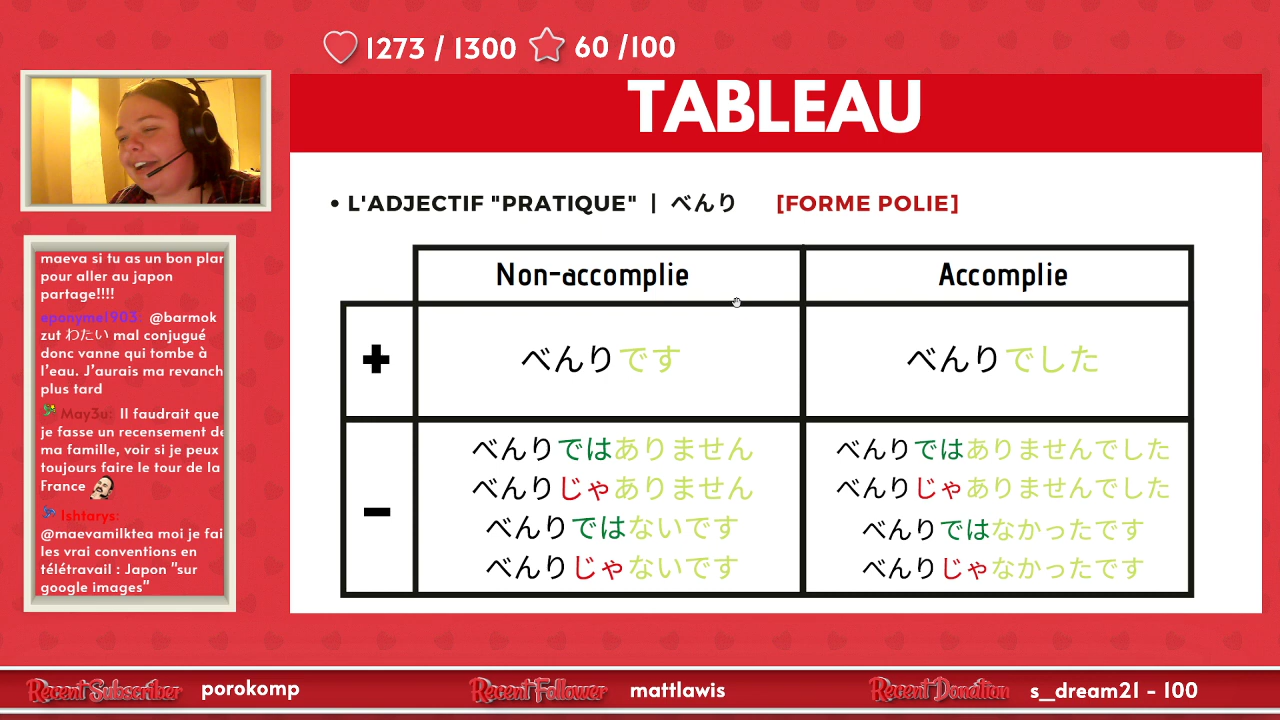 1273 / 1300 60 /100
TABLEAU
• L'ADJECTIF "PRATIQUE" | べんり [FORME POLIE]
Non-accomplie Accomplie
+ べんりです べんりでした
べんりではありません べんりではありませんでした
べんりじゃありません べんりじゃありませんでした
− べんりではないです べんりではなかったです
べんりじゃないです べんりじゃなかったです
maeva si tu as un bon plan
pour aller au japon
partage!!!!
eponyme1903: @barmok
zut わたい mal conjugué
donc vanne qui tombe à
l'eau. J'aurais ma revanch
plus tard
May3u: Il faudrait que
je fasse un recensement de
ma famille, voir si je peux
toujours faire le tour de la
France
Ishtarys:
@maevamilktea moi je fai
les vrai conventions en
télétravail : Japon "sur
google images"
Recent Subscriber porokomp Recent Follower mattlawis Recent Donation s_dream21 - 100